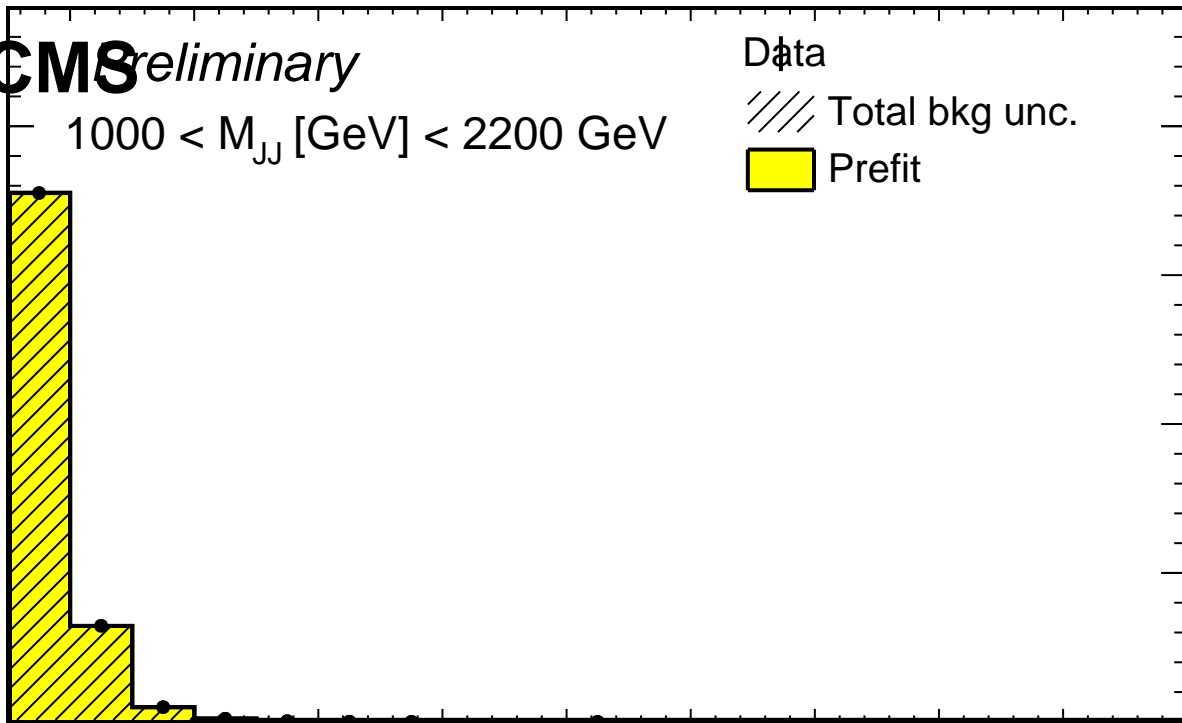 CMS Preliminary
1000 < M_JJ [GeV] < 2200 GeV
Data
Total bkg unc.
Prefit